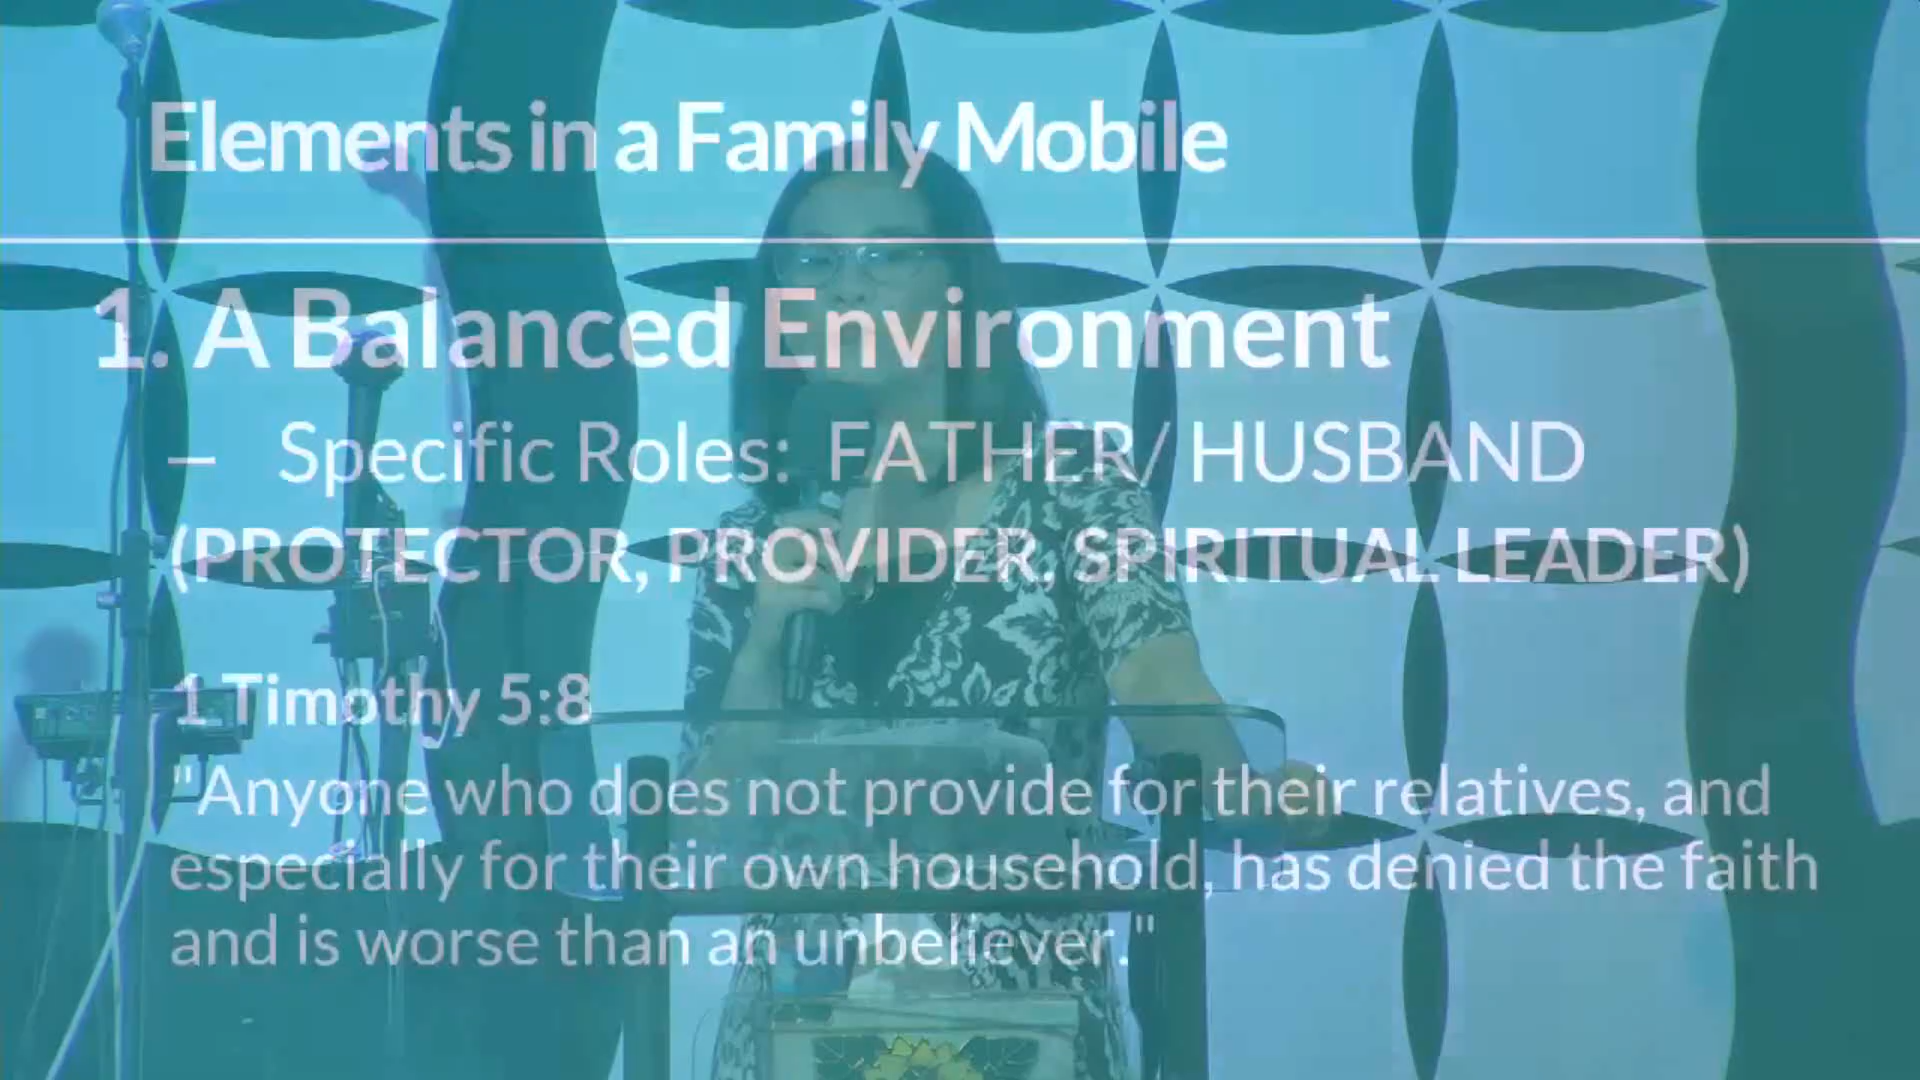 Elements in a Family Mobile
1. A Balanced Environment
– Specific Roles: FATHER/ HUSBAND
(PROTECTOR, PROVIDER, SPIRITUAL LEADER)
1 Timothy 5:8
"Anyone who does not provide for their relatives, and
especially for their own household, has denied the faith
and is worse than an unbeliever."